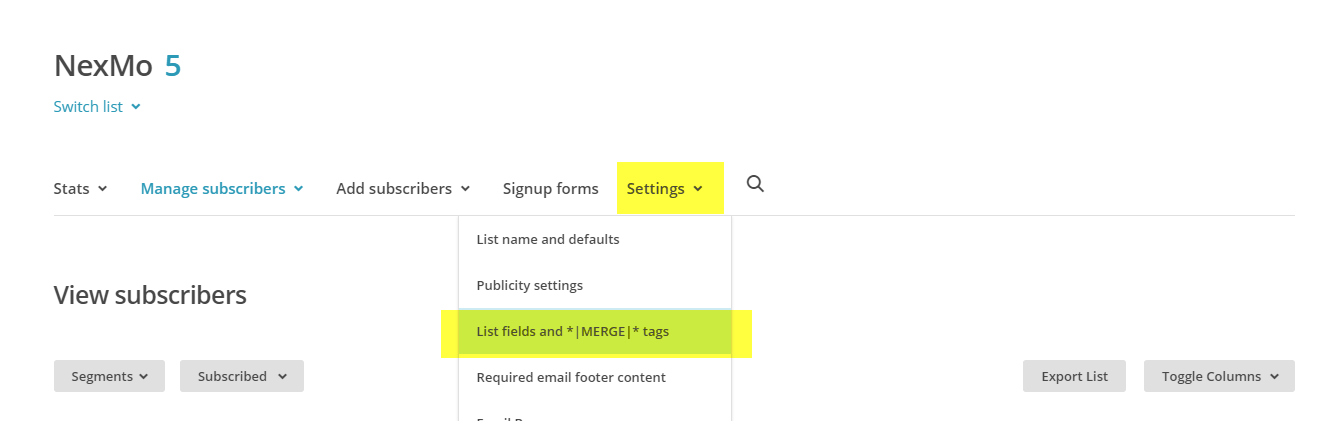 NexMo 5
Switch list
Stats Manage subscribers Add subscribers Signup forms Settings
List name and defaults
View subscribers
Publicity settings
List fields and *|MERGE|* tags
Segments Subscribed Required email footer content Export List Toggle Columns